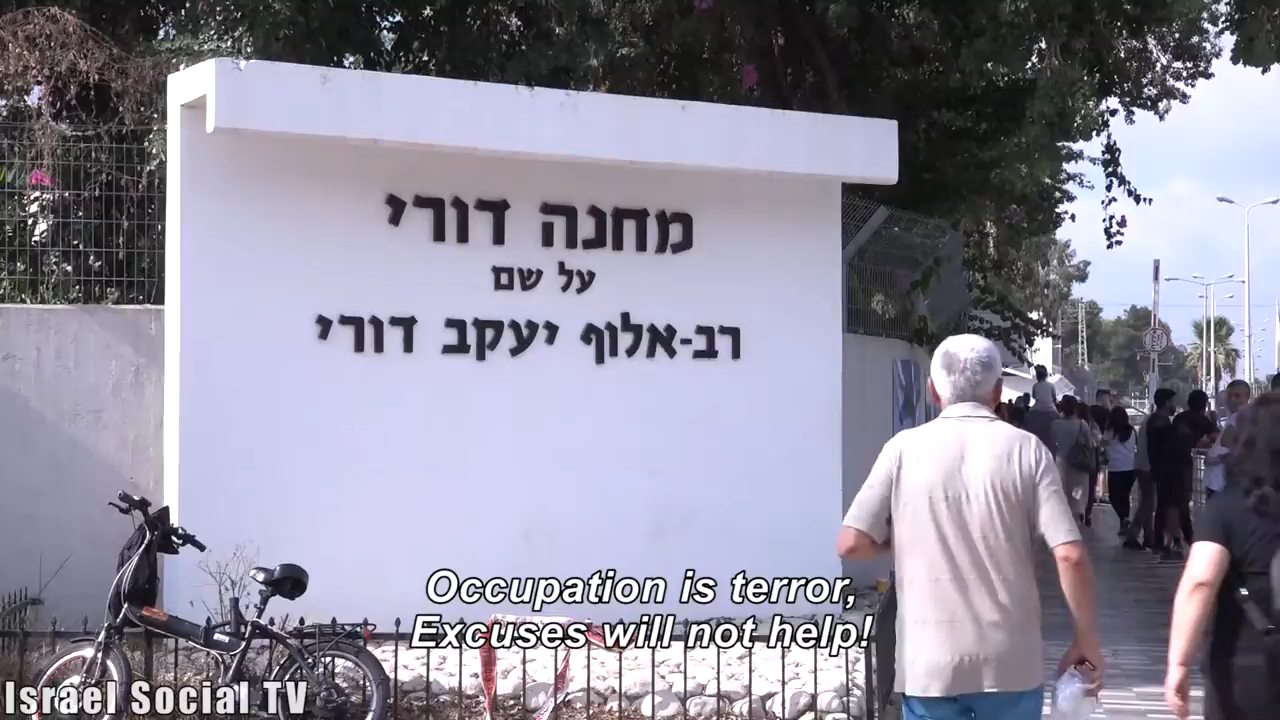 מחנה דורי
על שם
רב-אלוף יעקב דורי
Occupation is terror,
Excuses will not help!
Israel Social TV